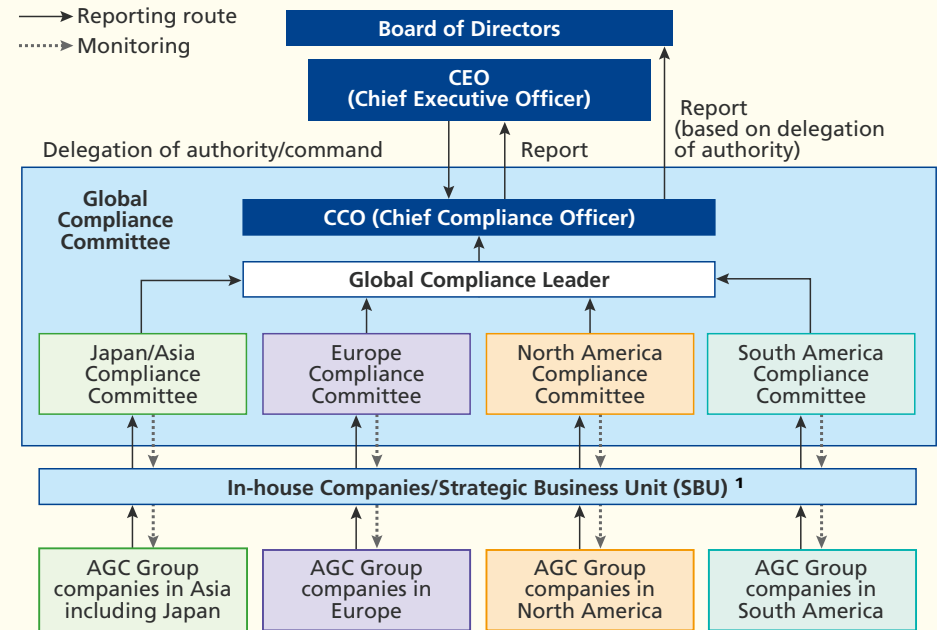 Reporting route
Monitoring
Board of Directors
CEO
(Chief Executive Officer)
Report
(based on delegation
of authority)
Delegation of authority/command
Report
Global
Compliance
Committee
CCO (Chief Compliance Officer)
Global Compliance Leader
Japan/Asia
Compliance
Committee
Europe
Compliance
Committee
North America
Compliance
Committee
South America
Compliance
Committee
In-house Companies/Strategic Business Unit (SBU) 1
AGC Group
companies in Asia
including Japan
AGC Group
companies in
Europe
AGC Group
companies in
North America
AGC Group
companies in
South America